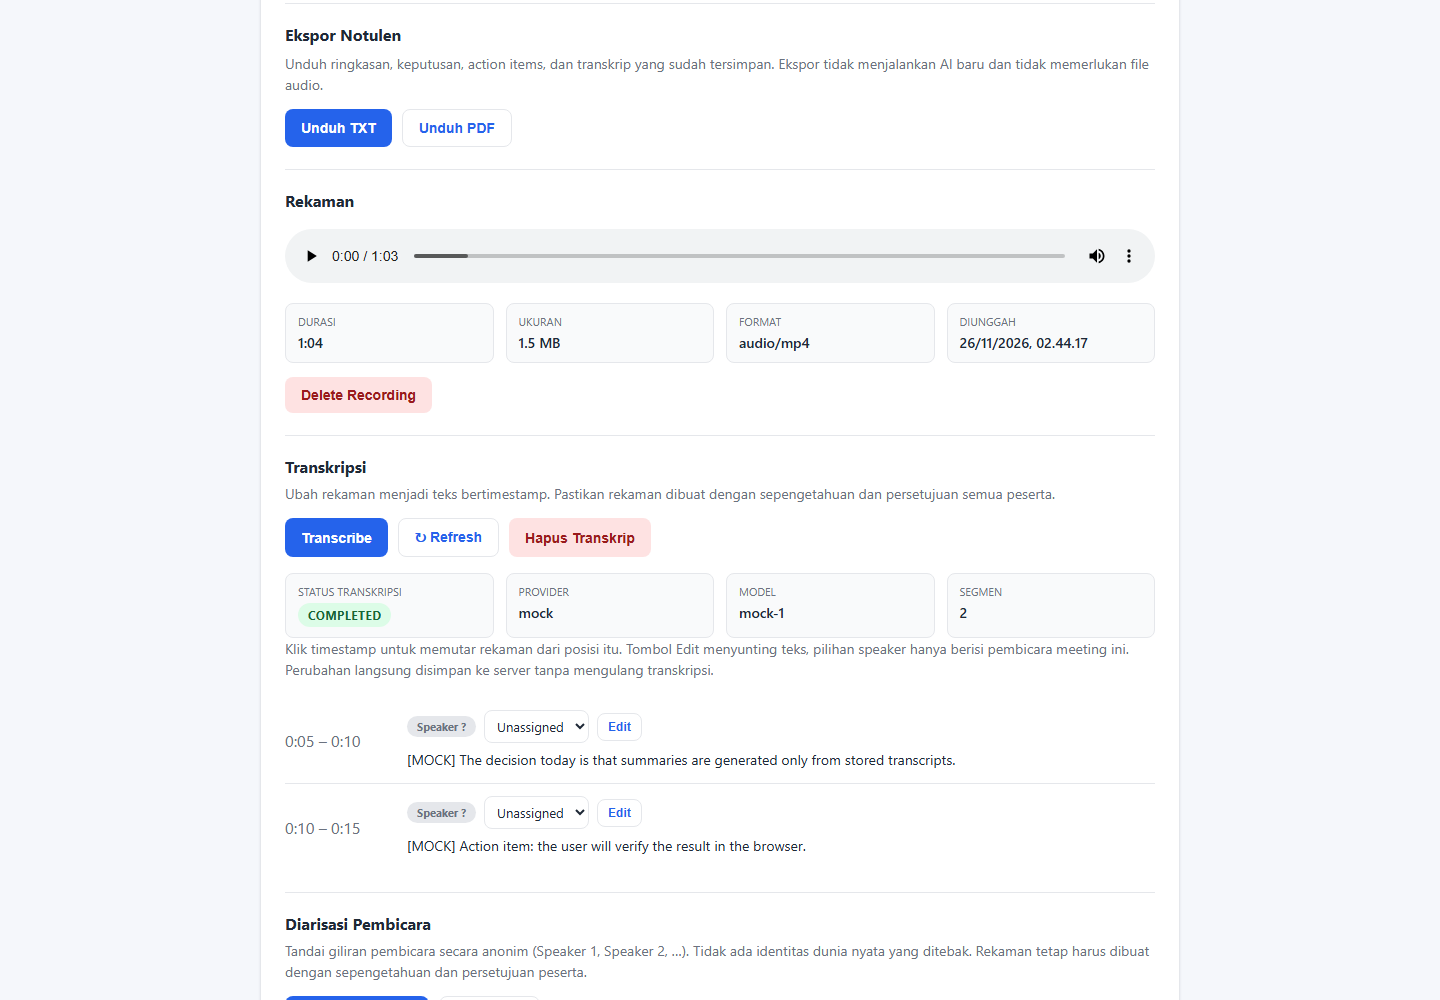 Ekspor Notulen
Unduh ringkasan, keputusan, action items, dan transkrip yang sudah tersimpan. Ekspor tidak menjalankan AI baru dan tidak memerlukan file
audio.
Unduh TXT
Unduh PDF
Rekaman
0:00 / 1:03
DURASI
1:04
UKURAN
1.5 MB
FORMAT
audio/mp4
DIUNGGAH
26/11/2026, 02.44.17
Delete Recording
Transkripsi
Ubah rekaman menjadi teks bertimestamp. Pastikan rekaman dibuat dengan sepengetahuan dan persetujuan semua peserta.
Transcribe
↻ Refresh
Hapus Transkrip
STATUS TRANSKRIPSI
COMPLETED
PROVIDER
mock
MODEL
mock-1
SEGMEN
2
Klik timestamp untuk memutar rekaman dari posisi itu. Tombol Edit menyunting teks, pilihan speaker hanya berisi pembicara meeting ini.
Perubahan langsung disimpan ke server tanpa mengulang transkripsi.
0:05 – 0:10
Speaker ?
Unassigned
Edit
[MOCK] The decision today is that summaries are generated only from stored transcripts.
0:10 – 0:15
Speaker ?
Unassigned
Edit
[MOCK] Action item: the user will verify the result in the browser.
Diarisasi Pembicara
Tandai giliran pembicara secara anonim (Speaker 1, Speaker 2, ...). Tidak ada identitas dunia nyata yang ditebak. Rekaman tetap harus dibuat
dengan sepengetahuan dan persetujuan peserta.